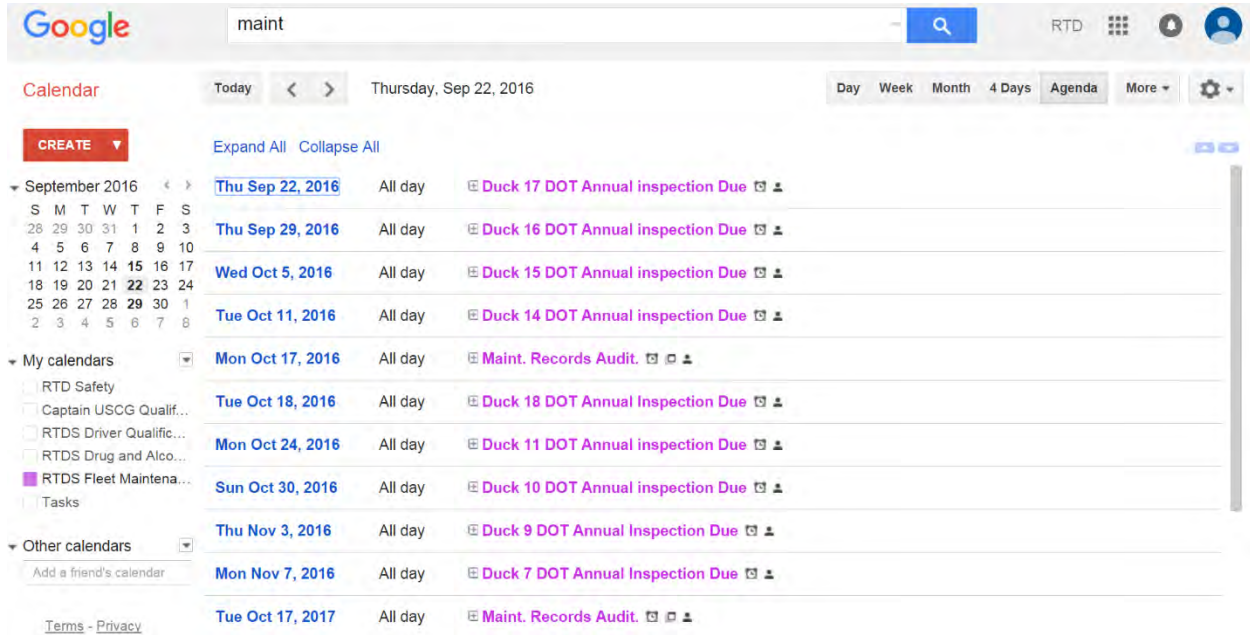 Google maint RTD
Calendar Today Thursday, Sep 22, 2016 Day Week Month 4 Days Agenda More
CREATE
Expand All Collapse All
September 2016
S M T W T F S
28 29 30 31 1 2 3
4 5 6 7 8 9 10
11 12 13 14 15 16 17
18 19 20 21 22 23 24
25 26 27 28 29 30 1
2 3 4 5 6 7 8
My calendars
RTD Safety
Captain USCG Qualif...
RTDS Driver Qualific...
RTDS Drug and Alco...
RTDS Fleet Maintena...
Tasks
Other calendars
Add a friend's calendar
Terms - Privacy
Thu Sep 22, 2016 All day Duck 17 DOT Annual inspection Due
Thu Sep 29, 2016 All day Duck 16 DOT Annual inspection Due
Wed Oct 5, 2016 All day Duck 15 DOT Annual inspection Due
Tue Oct 11, 2016 All day Duck 14 DOT Annual inspection Due
Mon Oct 17, 2016 All day Maint. Records Audit.
Tue Oct 18, 2016 All day Duck 18 DOT Annual Inspection Due
Mon Oct 24, 2016 All day Duck 11 DOT Annual inspection Due
Sun Oct 30, 2016 All day Duck 10 DOT Annual inspection Due
Thu Nov 3, 2016 All day Duck 9 DOT Annual Inspection Due
Mon Nov 7, 2016 All day Duck 7 DOT Annual Inspection Due
Tue Oct 17, 2017 All day Maint. Records Audit.